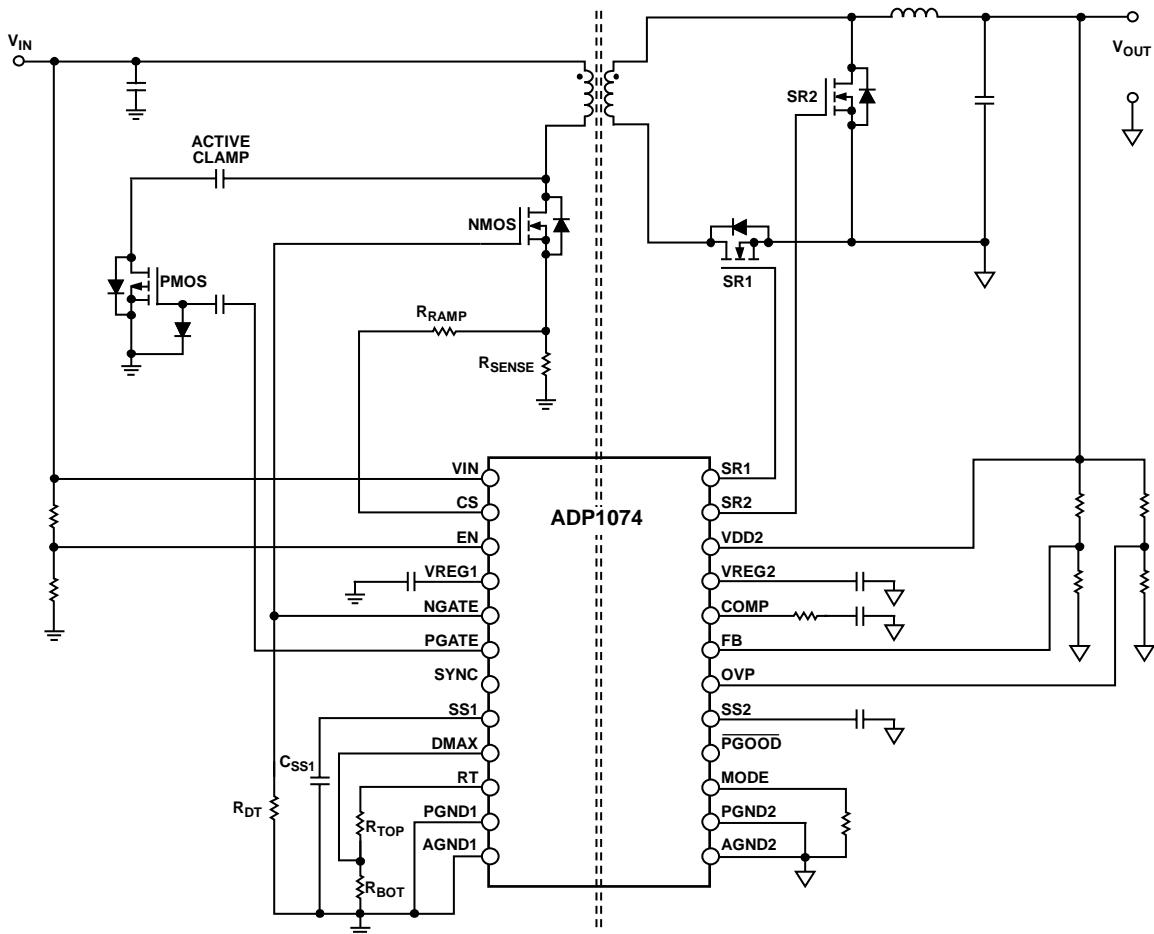 VIN
VOUT
ACTIVE
CLAMP
SR2
NMOS
PMOS
SR1
RRAMP
RSENSE
ADP1074
VIN
CS
EN
VREG1
NGATE
PGATE
SYNC
SS1
DMAX
RT
PGND1
AGND1
SR1
SR2
VDD2
VREG2
COMP
FB
OVP
SS2
PGOOD
MODE
PGND2
AGND2
CSS1
RDT
RTOP
RBOT